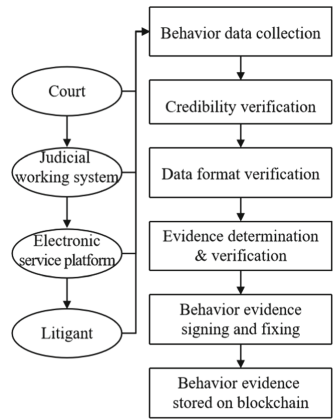 Court
Judicial
working system
Electronic
service platform
Litigant
Behavior data collection
Credibility verification
Data format verification
Evidence determination
& verification
Behavior evidence
signing and fixing
Behavior evidence
stored on blockchain